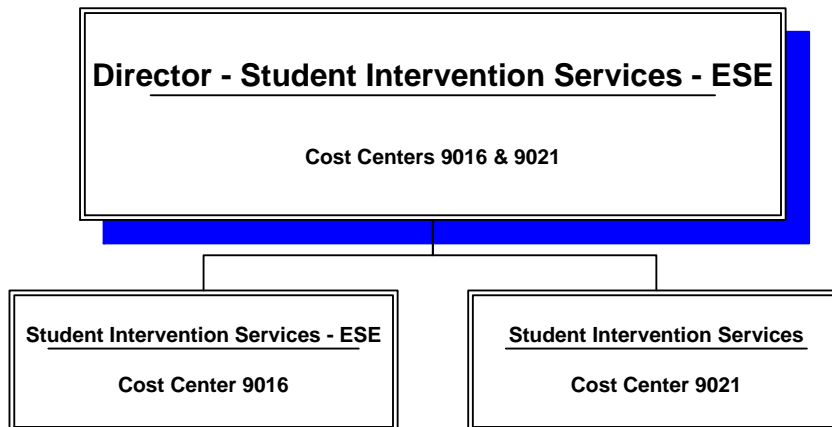 Director - Student Intervention Services - ESE
Cost Centers 9016 & 9021
Student Intervention Services - ESE
Cost Center 9016
Student Intervention Services
Cost Center 9021